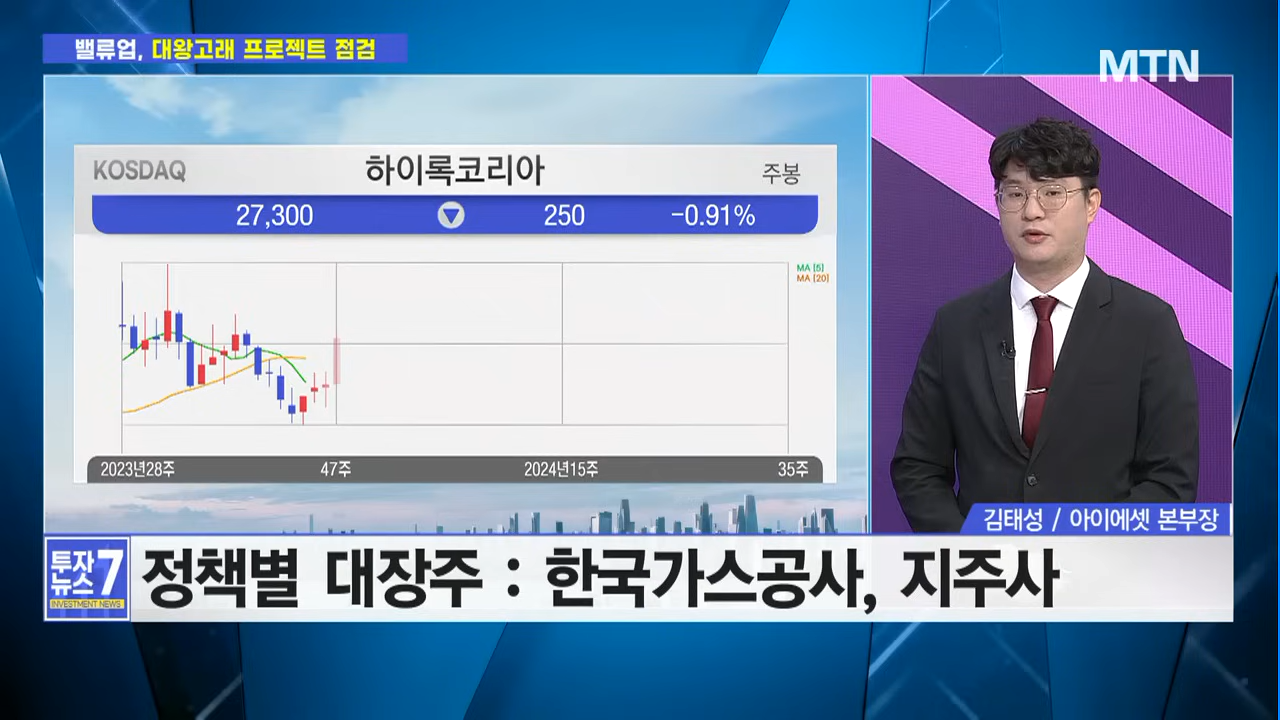 밸류업, 대왕고래 프로젝트 점검
MTN
KOSDAQ 하이록코리아 주봉
27,300 ▼ 250 -0.91%
MA [5]
MA [20]
2023년28주 47주 2024년15주 35주
김태성 / 아이에셋 본부장
투자뉴스7
INVESTMENT NEWS
정책별 대장주 : 한국가스공사, 지주사